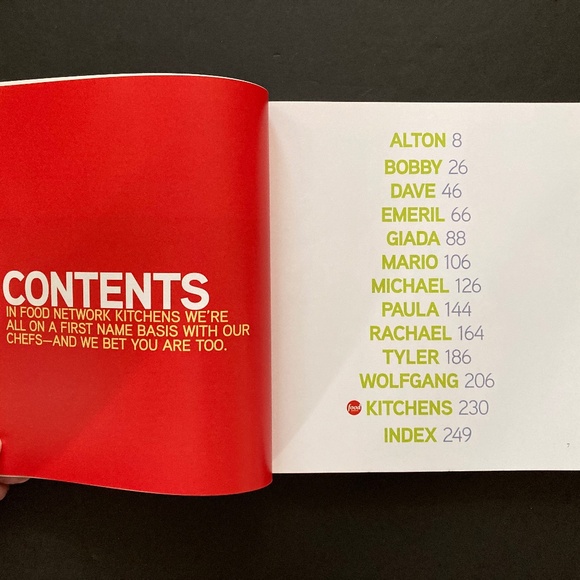 CONTENTS
IN FOOD NETWORK KITCHENS WE'RE
ALL ON A FIRST NAME BASIS WITH OUR
CHEFS—AND WE BET YOU ARE TOO.
ALTON 8
BOBBY 26
DAVE 46
EMERIL 66
GIADA 88
MARIO 106
MICHAEL 126
PAULA 144
RACHAEL 164
TYLER 186
WOLFGANG 206
food KITCHENS 230
INDEX 249
7